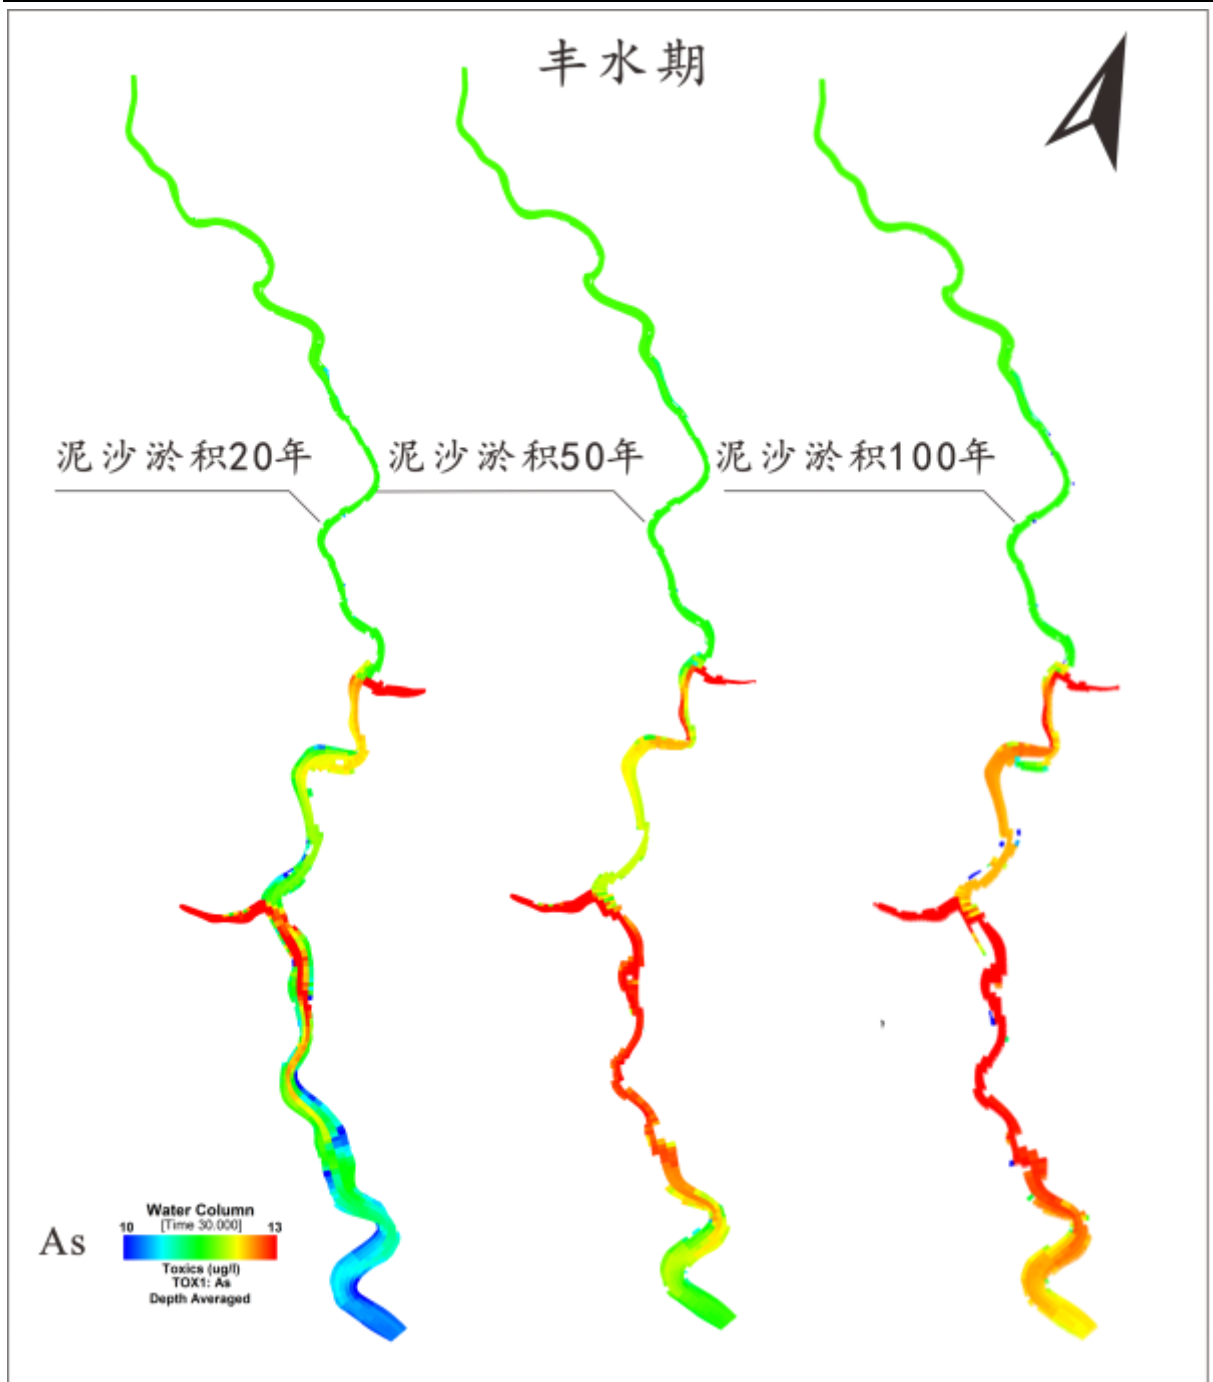 丰水期
泥沙淤积20年
泥沙淤积50年
泥沙淤积100年
As
Water Column
[Time 30.000]
10
13
Toxics (ug/l)
TOX1: As
Depth Averaged